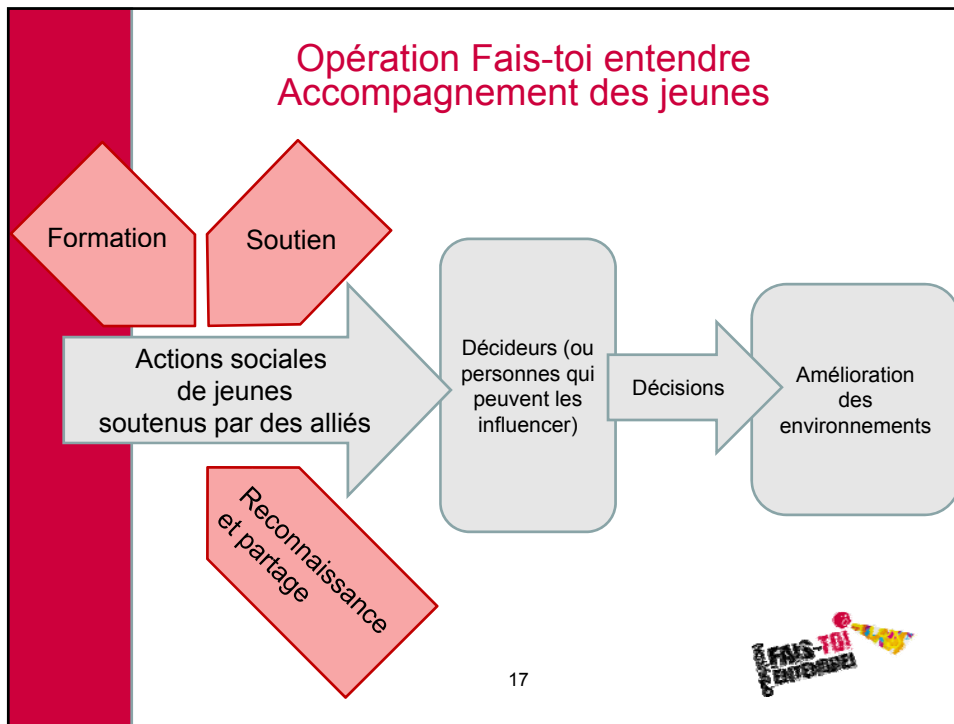 Opération Fais-toi entendre
Accompagnement des jeunes
Formation
Soutien
Actions sociales
de jeunes
soutenus par des alliés
Décideurs (ou
personnes qui
peuvent les
influencer)
Décisions
Amélioration
des
environnements
Reconnaissance
et partage
17
OPÉRATION
FAIS-TOI
ENTENDRE!